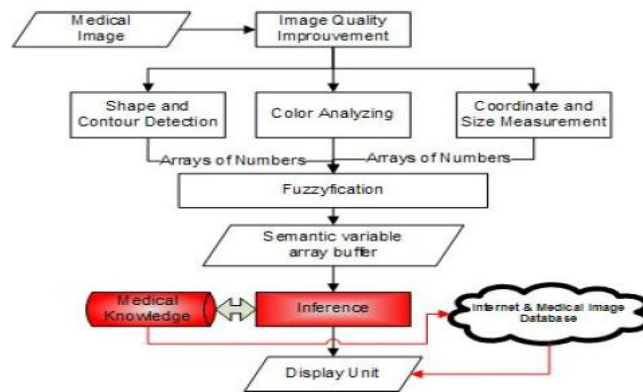 Medical
Image
Image Quality
Improuvement
Shape and
Contour Detection
Color Analyzing
Coordinate and
Size Measurement
Arrays of Numbers
Arrays of Numbers
Fuzzyfication
Semantic variable
array buffer
Medical
Knowledge
Inference
Internet & Medical Image
Database
Display Unit